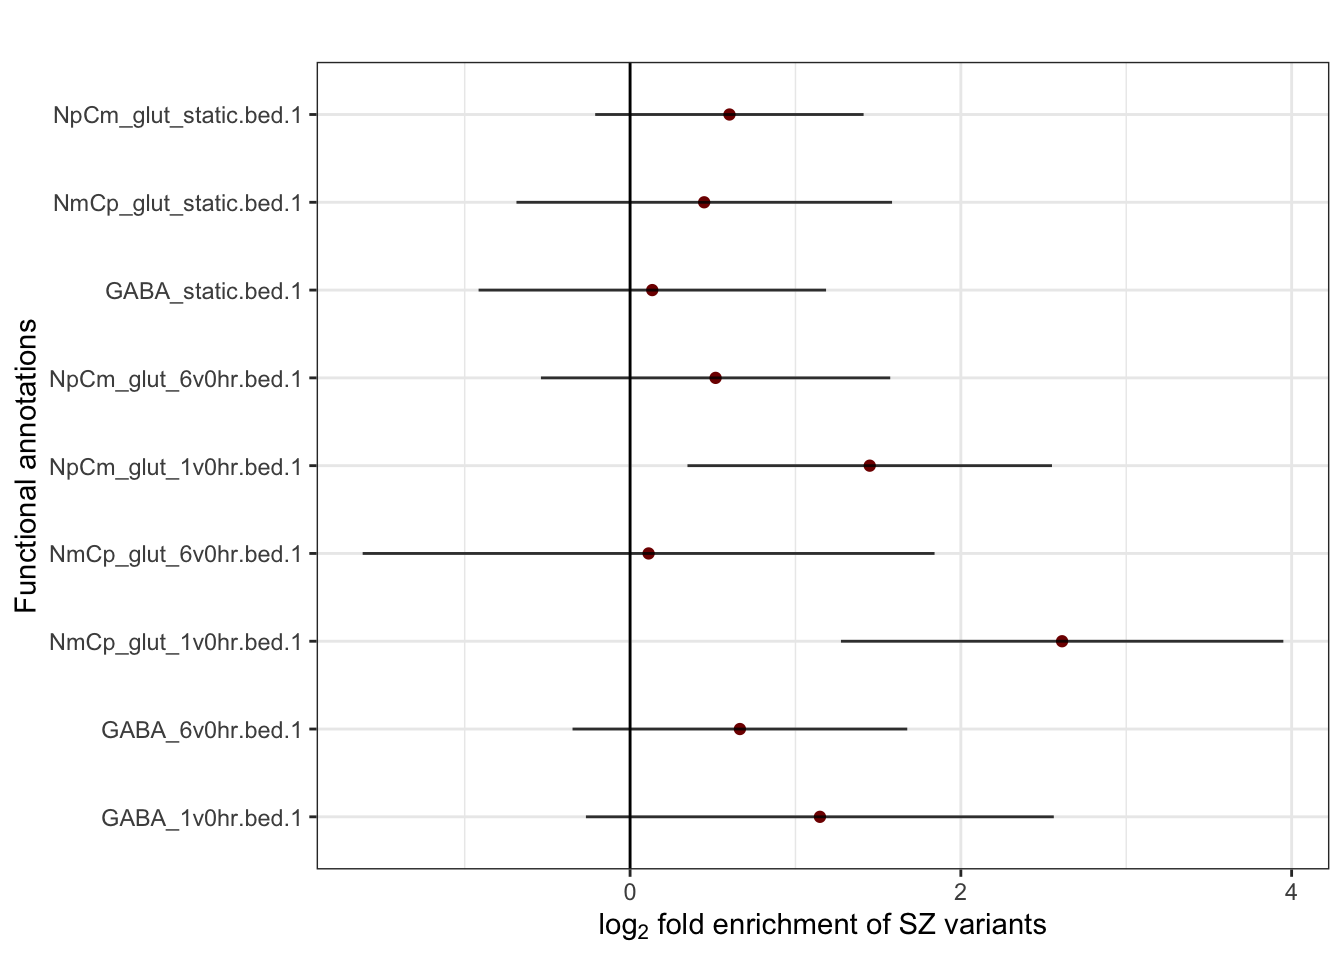 Functional annotations
NpCm_glut_static.bed.1
NmCp_glut_static.bed.1
GABA_static.bed.1
NpCm_glut_6v0hr.bed.1
NpCm_glut_1v0hr.bed.1
NmCp_glut_6v0hr.bed.1
NmCp_glut_1v0hr.bed.1
GABA_6v0hr.bed.1
GABA_1v0hr.bed.1
0 2 4
log₂ fold enrichment of SZ variants